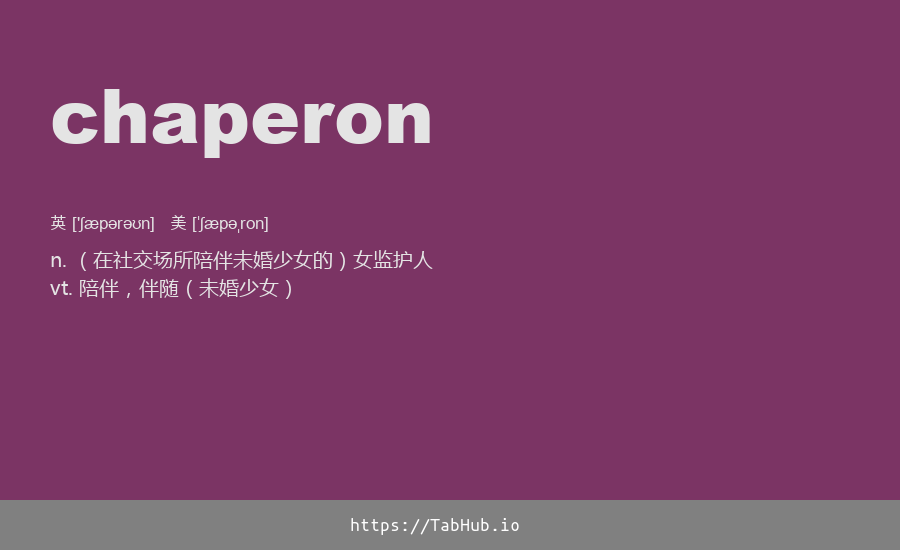 chaperon
英 ['ʃæpərəʊn] 美 [ˈʃæpəˌron]
n. （在社交场所陪伴未婚少女的）女监护人
vt. 陪伴，伴随（未婚少女）
https://TabHub.io